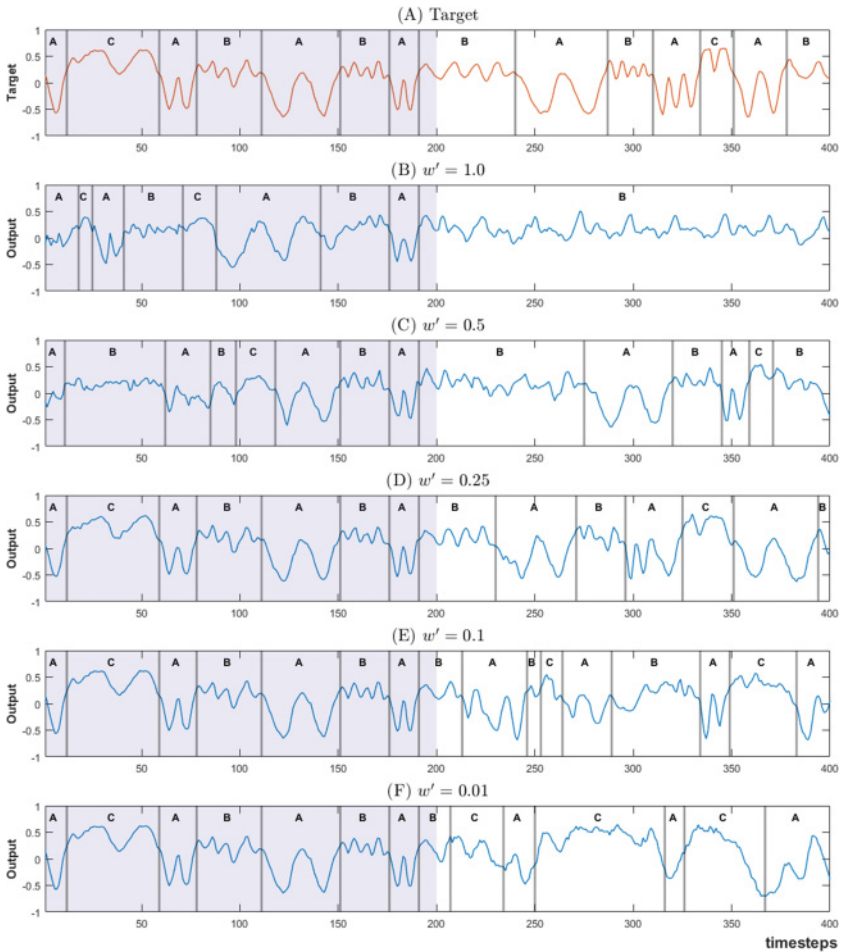 (A) Target
A C A B A B A B A B A C A B
Target
1
0.5
0
-0.5
-1
50 100 150 200 250 300 350 400
(B) w′ = 1.0
A C A B C A B A B
Output
1
0.5
0
-0.5
-1
50 100 150 200 250 300 350 400
(C) w′ = 0.5
A B A B C A B A B A B A C B
Output
1
0.5
0
-0.5
-1
50 100 150 200 250 300 350 400
(D) w′ = 0.25
A C A B A B A B A B A C A B
Output
1
0.5
0
-0.5
-1
50 100 150 200 250 300 350 400
(E) w′ = 0.1
A C A B A B A B A B C A B A C A
Output
1
0.5
0
-0.5
-1
50 100 150 200 250 300 350 400
(F) w′ = 0.01
A C A B A B A B C A C A C A
Output
1
0.5
0
-0.5
-1
50 100 150 200 250 300 350 400
timesteps